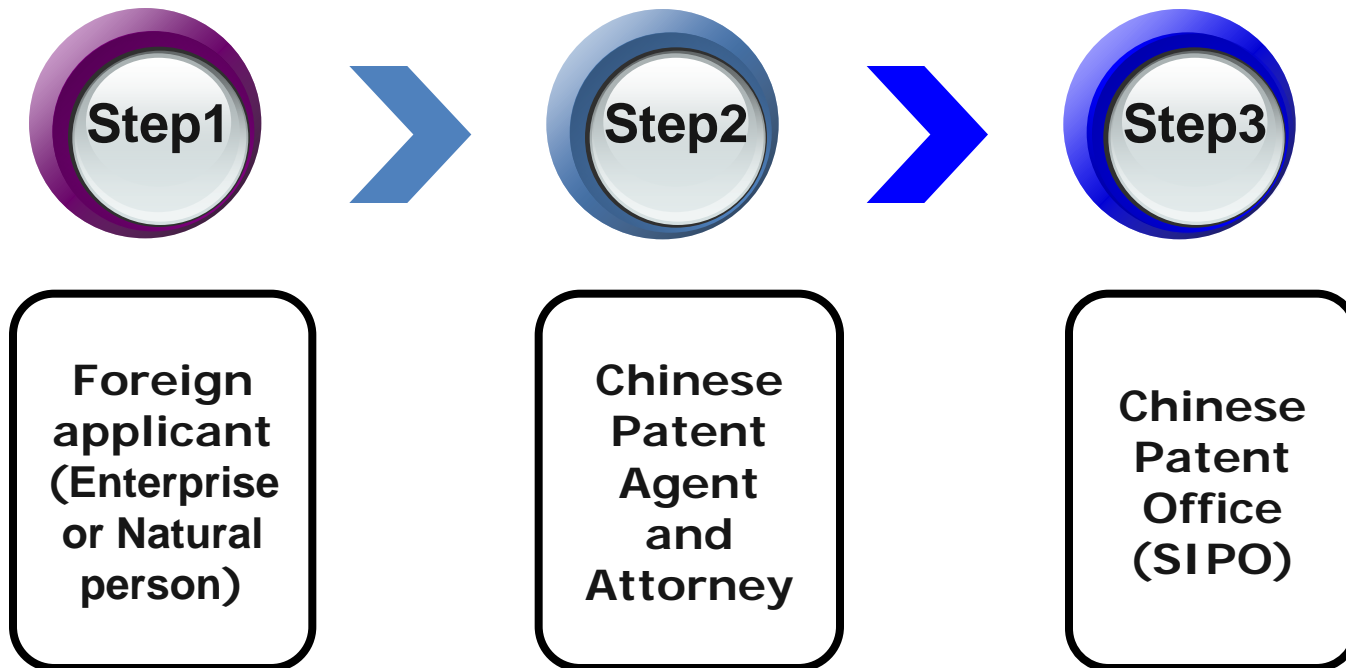 Step1
Step2
Step3
Foreign
applicant
(Enterprise
or Natural
person)
Chinese
Patent
Agent
and
Attorney
Chinese
Patent
Office
(SIPO)